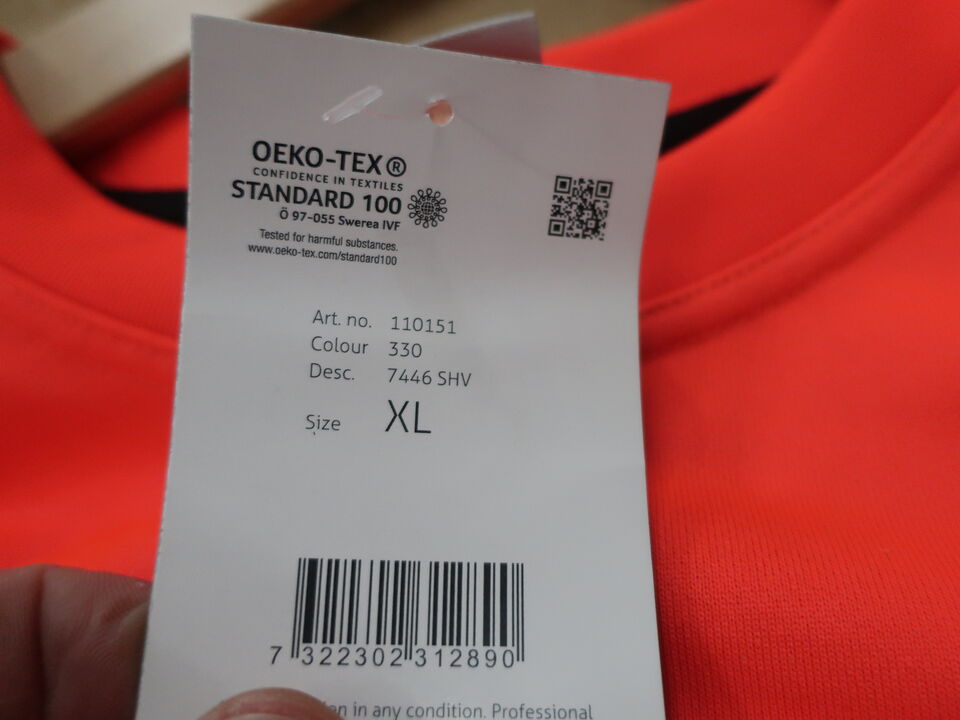 OEKO-TEX®
CONFIDENCE IN TEXTILES
STANDARD 100
Ö 97-055 Swerea IVF
Tested for harmful substances.
www.oeko-tex.com/standard100
Art. no. 110151
Colour 330
Desc. 7446 SHV
Size XL
7 322302 312890
in any condition. Professional